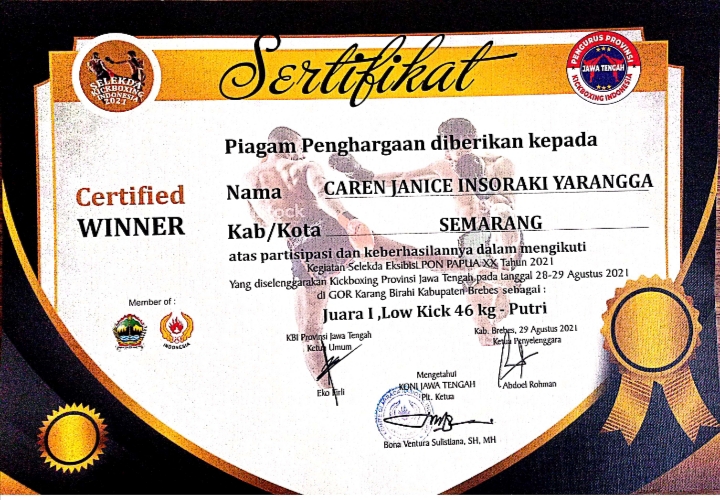 Sertifikat
SELEKDA
KICKBOXING
INDONESIA
2021
PENGURUS PROVINSI
JAWA TENGAH
KICKBOXING INDONESIA
Piagam Penghargaan diberikan kepada
Certified
WINNER
Nama CAREN JANICE INSORAKI YARANGGA
Kab/Kota SEMARANG
atas partisipasi dan keberhasilannya dalam mengikuti
Kegiatan Selekda Eksibisi PON PAPUA XX Tahun 2021
Yang diselenggarakan Kickboxing Provinsi Jawa Tengah pada tanggal 28-29 Agustus 2021
di GOR Karang Birahi Kabupaten Brebes sebagai :
Juara I ,Low Kick 46 kg - Putri
Member of :
INDONESIA
KBI Provinsi Jawa Tengah
Ketua Umum
Eko Firli
Kab. Brebes, 29 Agustus 2021
Ketua Penyelenggara
Abdoel Rohman
Mengetahui
KONI JAWA TENGAH
Plt. Ketua
Bona Ventura Sulistiana, SH, MH